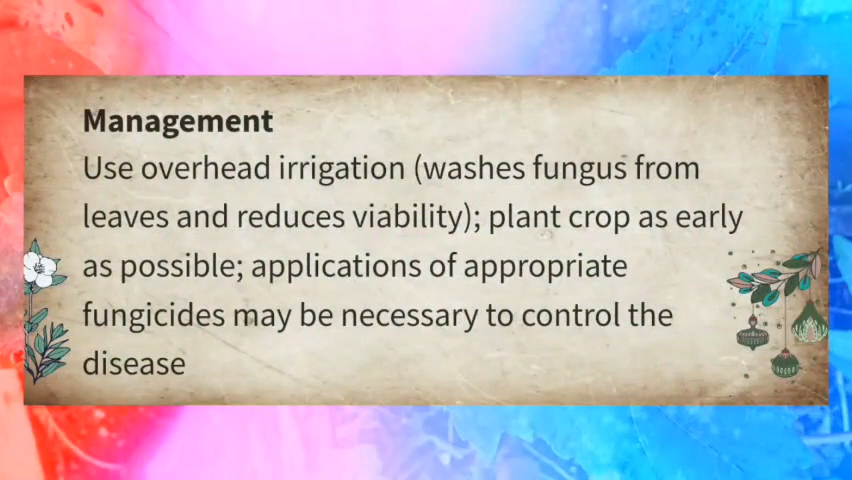 Management
Use overhead irrigation (washes fungus from
leaves and reduces viability); plant crop as early
as possible; applications of appropriate
fungicides may be necessary to control the
disease